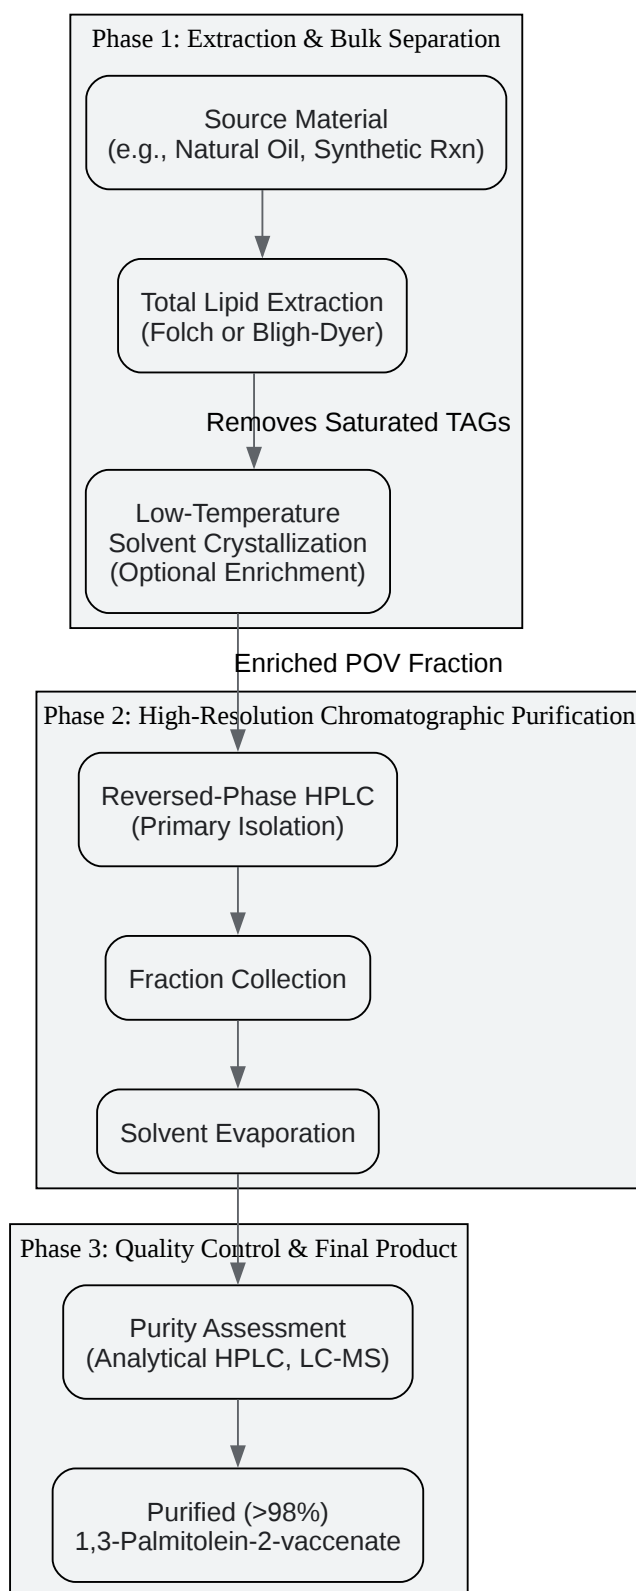 Phase 1: Extraction & Bulk Separation
Source Material
(e.g., Natural Oil, Synthetic Rxn)
Total Lipid Extraction
(Folch or Bligh-Dyer)
Removes Saturated TAGs
Low-Temperature
Solvent Crystallization
(Optional Enrichment)
Enriched POV Fraction
Phase 2: High-Resolution Chromatographic Purification
Reversed-Phase HPLC
(Primary Isolation)
Fraction Collection
Solvent Evaporation
Phase 3: Quality Control & Final Product
Purity Assessment
(Analytical HPLC, LC-MS)
Purified (>98%)
1,3-Palmitolein-2-vaccenate